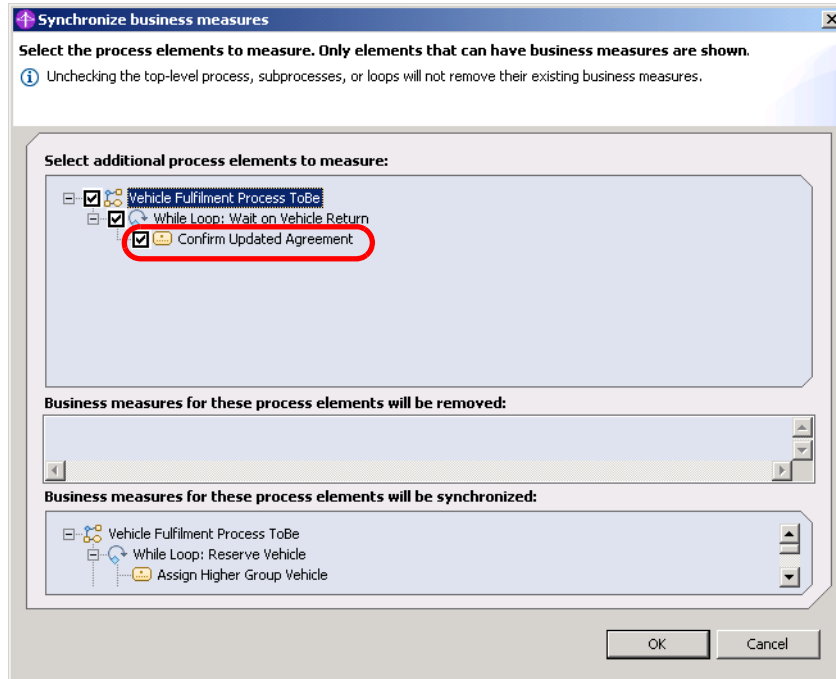 Synchronize business measures
Select the process elements to measure. Only elements that can have business measures are shown.
Unchecking the top-level process, subprocesses, or loops will not remove their existing business measures.
Select additional process elements to measure:
Vehicle Fulfilment Process ToBe
While Loop: Wait on Vehicle Return
Confirm Updated Agreement
Business measures for these process elements will be removed:
Business measures for these process elements will be synchronized:
Vehicle Fulfilment Process ToBe
While Loop: Reserve Vehicle
Assign Higher Group Vehicle
OK Cancel